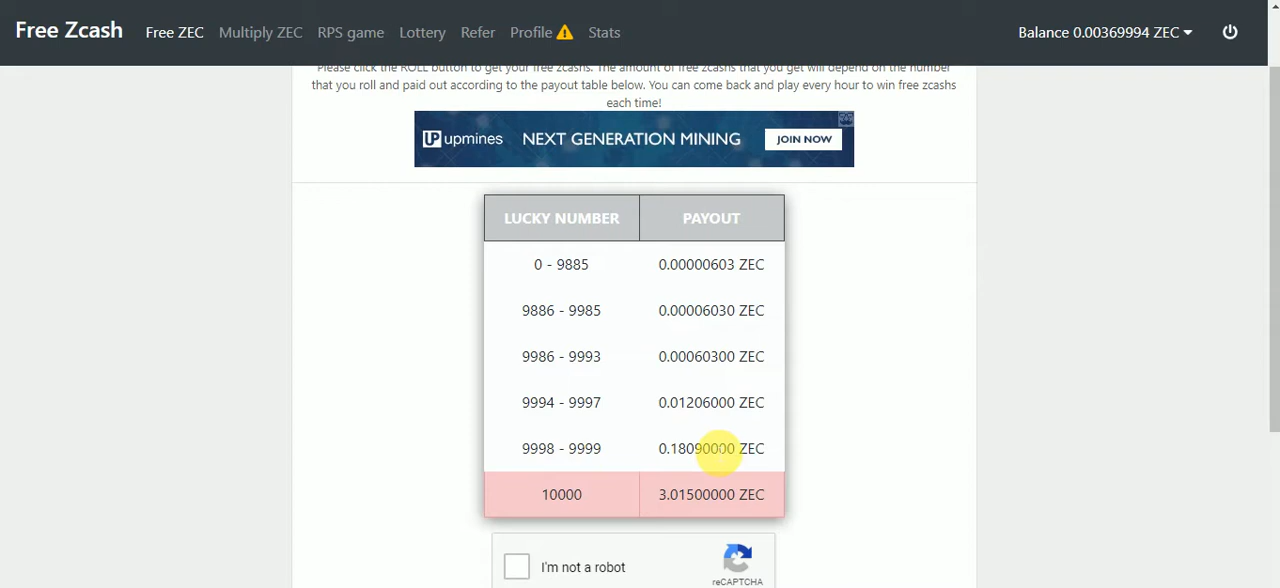 Free Zcash Free ZEC Multiply ZEC RPS game Lottery Refer Profile Stats Balance 0.00369994 ZEC
Please click the ROLL button to get your free zcashs. The amount of free zcashs that you get will depend on the number
that you roll and paid out according to the payout table below. You can come back and play every hour to win free zcashs
each time!
upmines NEXT GENERATION MINING JOIN NOW
LUCKY NUMBER PAYOUT
0 - 9885 0.00000603 ZEC
9886 - 9985 0.00006030 ZEC
9986 - 9993 0.00060300 ZEC
9994 - 9997 0.01206000 ZEC
9998 - 9999 0.18090000 ZEC
10000 3.01500000 ZEC
I'm not a robot
reCAPTCHA